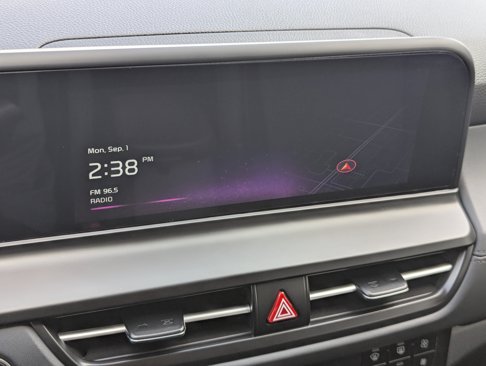 Mon, Sep. 1
2:38 PM
FM 96.5
RADIO